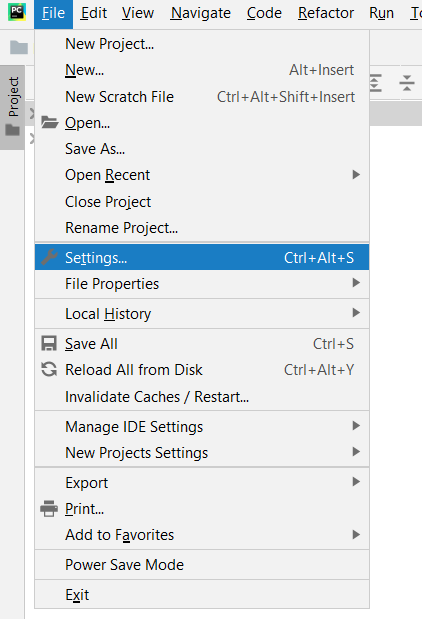 PC File Edit View Navigate Code Refactor Run
Project
New Project...
New... Alt+Insert
New Scratch File Ctrl+Alt+Shift+Insert
Open...
Save As...
Open Recent
Close Project
Rename Project...
Settings... Ctrl+Alt+S
File Properties
Local History
Save All Ctrl+S
Reload All from Disk Ctrl+Alt+Y
Invalidate Caches / Restart...
Manage IDE Settings
New Projects Settings
Export
Print...
Add to Favorites
Power Save Mode
Exit